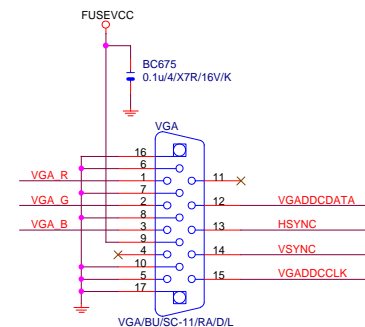 FUSEVCC
BC675
0.1u/4/X7R/16V/K
VGA
16
6
VGA_R 1 11
7
VGA_G 2 12 VGADDCDATA
8
VGA_B 3 13 HSYNC
9
4 14 VSYNC
10
5 15 VGADDCCLK
17
VGA/BU/SC-11/RA/D/L